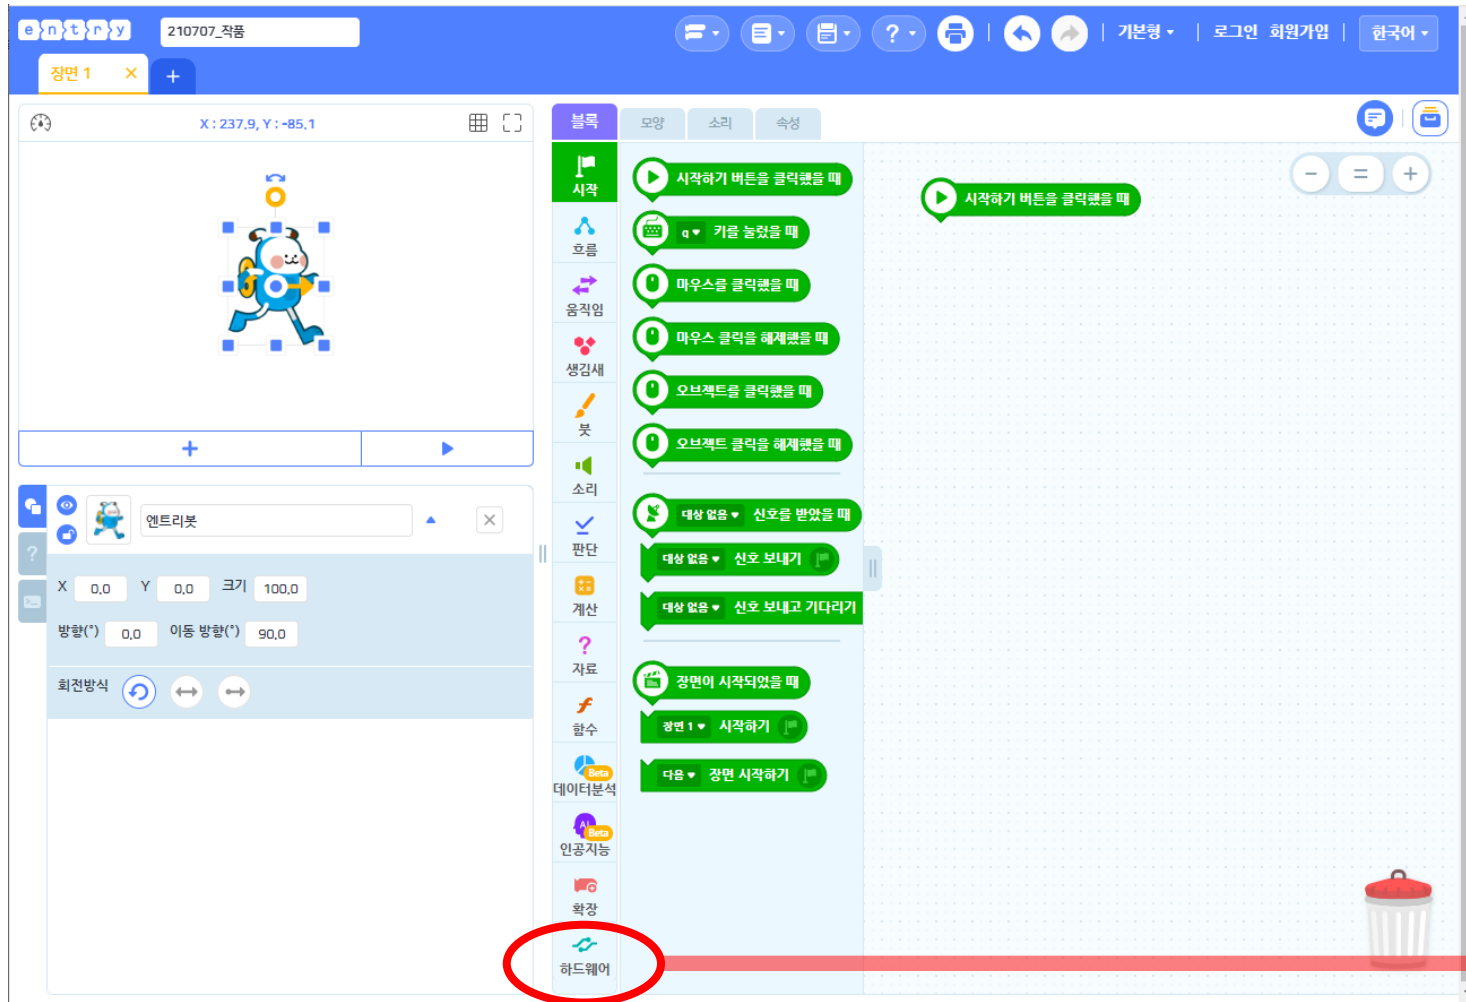 entry
210707_작품
기본형
로그인
회원가입
한국어
장면 1
X : 237.9, Y : -85.1
블록
모양
소리
속성
시작
흐름
움직임
생김새
붓
소리
판단
계산
자료
함수
Beta
데이터분석
AI
Beta
인공지능
확장
하드웨어
시작하기 버튼을 클릭했을 때
q 키를 눌렀을 때
마우스를 클릭했을 때
마우스 클릭을 해제했을 때
오브젝트를 클릭했을 때
오브젝트 클릭을 해제했을 때
대상 없음 신호를 받았을 때
대상 없음 신호 보내기
대상 없음 신호 보내고 기다리기
장면이 시작되었을 때
장면 1 시작하기
다음 장면 시작하기
시작하기 버튼을 클릭했을 때
엔트리봇
X 0.0 Y 0.0 크기 100.0
방향(°) 0.0 이동 방향(°) 90.0
회전방식